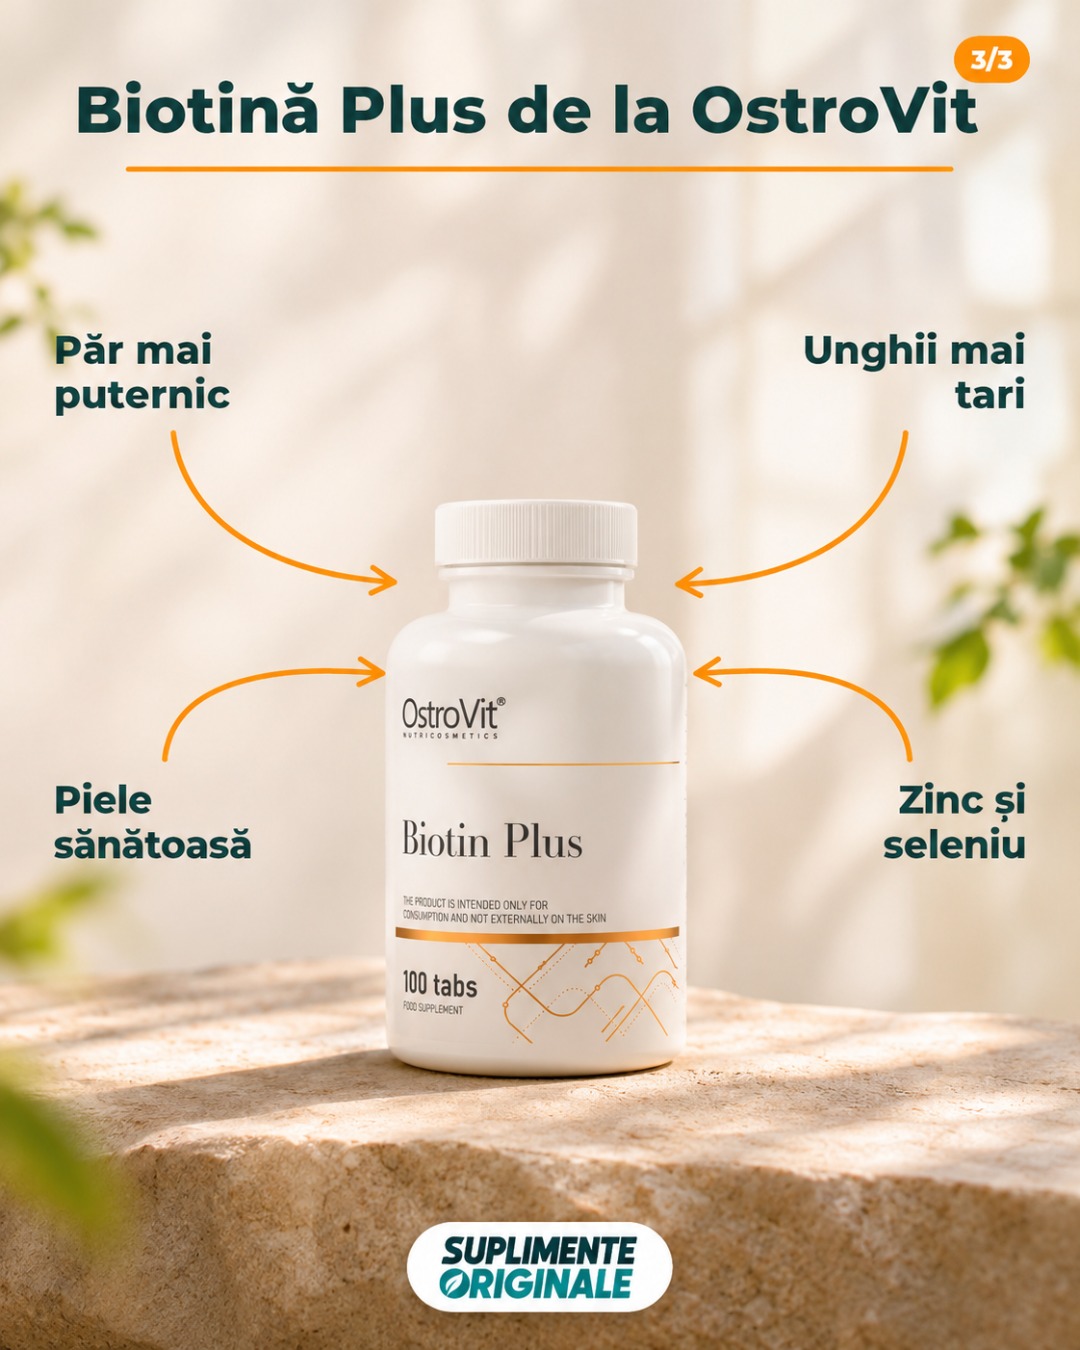 3/3
Biotină Plus de la OstroVit
Păr mai
puternic
Unghii mai
tari
Piele
sănătoasă
Zinc și
seleniu
OstroVit®
NUTRICOSMETICS
Biotin Plus
THE PRODUCT IS INTENDED ONLY FOR
CONSUMPTION AND NOT EXTERNALLY ON THE SKIN
100 tabs
FOOD SUPPLEMENT
SUPLIMENTE
ORIGINALE